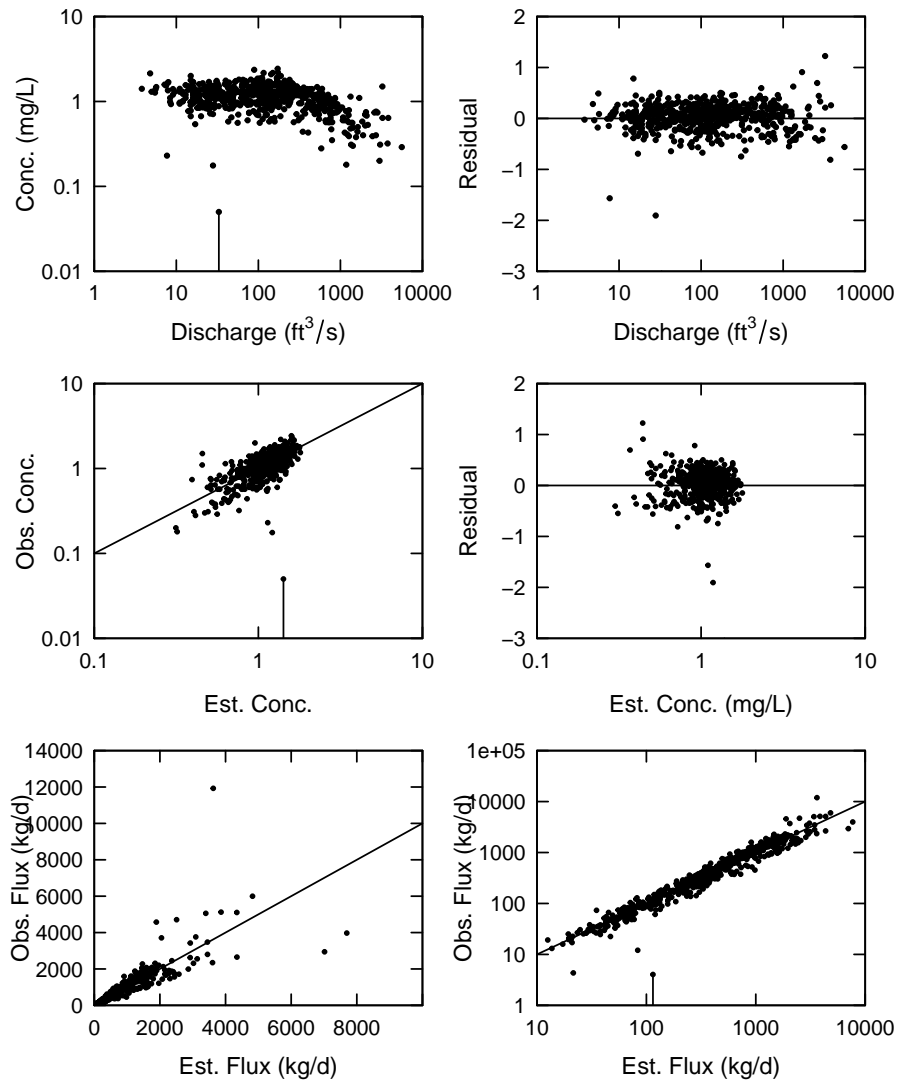 10
1
0.1
0.01
1 10 100 1000 10000
Conc. (mg/L)
Discharge (ft³/s)
2
1
0
−1
−2
−3
1 10 100 1000 10000
Residual
Discharge (ft³/s)
10
1
0.1
0.01
0.1 1 10
Obs. Conc.
Est. Conc.
2
1
0
−1
−2
−3
0.1 1 10
Residual
Est. Conc. (mg/L)
14000
12000
10000
8000
6000
4000
2000
0
0 2000 4000 6000 8000
Obs. Flux (kg/d)
Est. Flux (kg/d)
1e+05
10000
1000
100
10
1
10 100 1000 10000
Obs. Flux (kg/d)
Est. Flux (kg/d)